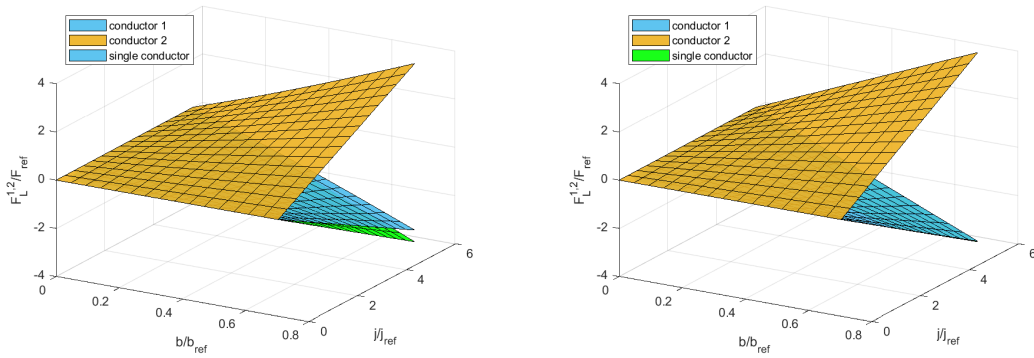 conductor 1
conductor 2
single conductor
4
2
0
-2
-4
F_L^{1,2}/F_ref
0
0.2
0.4
0.6
0.8
b/b_ref
0
2
4
6
j/j_ref
conductor 1
conductor 2
single conductor
4
2
0
-2
-4
F_L^{1,2}/F_ref
0
0.2
0.4
0.6
0.8
b/b_ref
0
2
4
6
j/j_ref